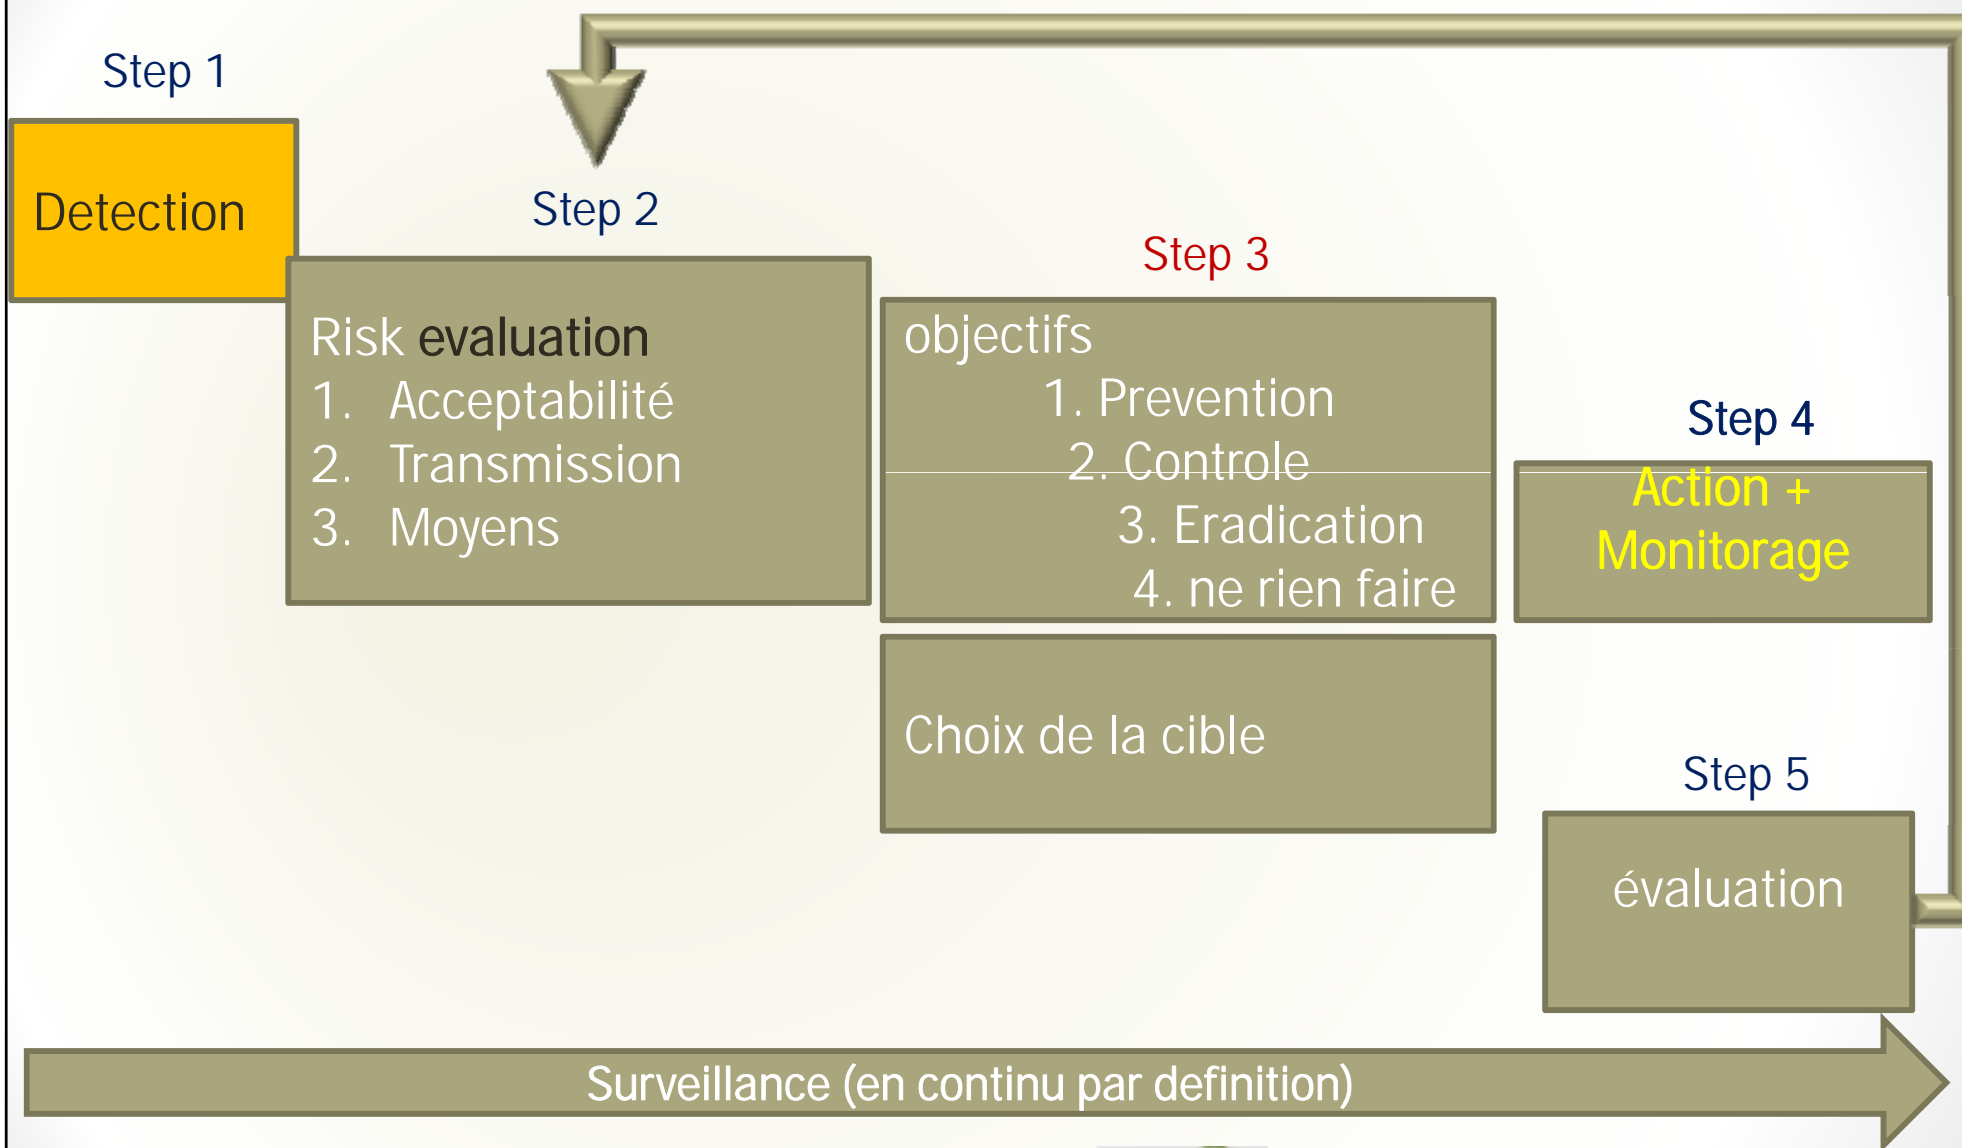 Step 1
Detection
Step 2
Risk evaluation
1. Acceptabilité
2. Transmission
3. Moyens
Step 3
objectifs
1. Prevention
2. Controle
3. Eradication
4. ne rien faire
Choix de la cible
Step 4
Action +
Monitorage
Step 5
évaluation
Surveillance (en continu par definition)